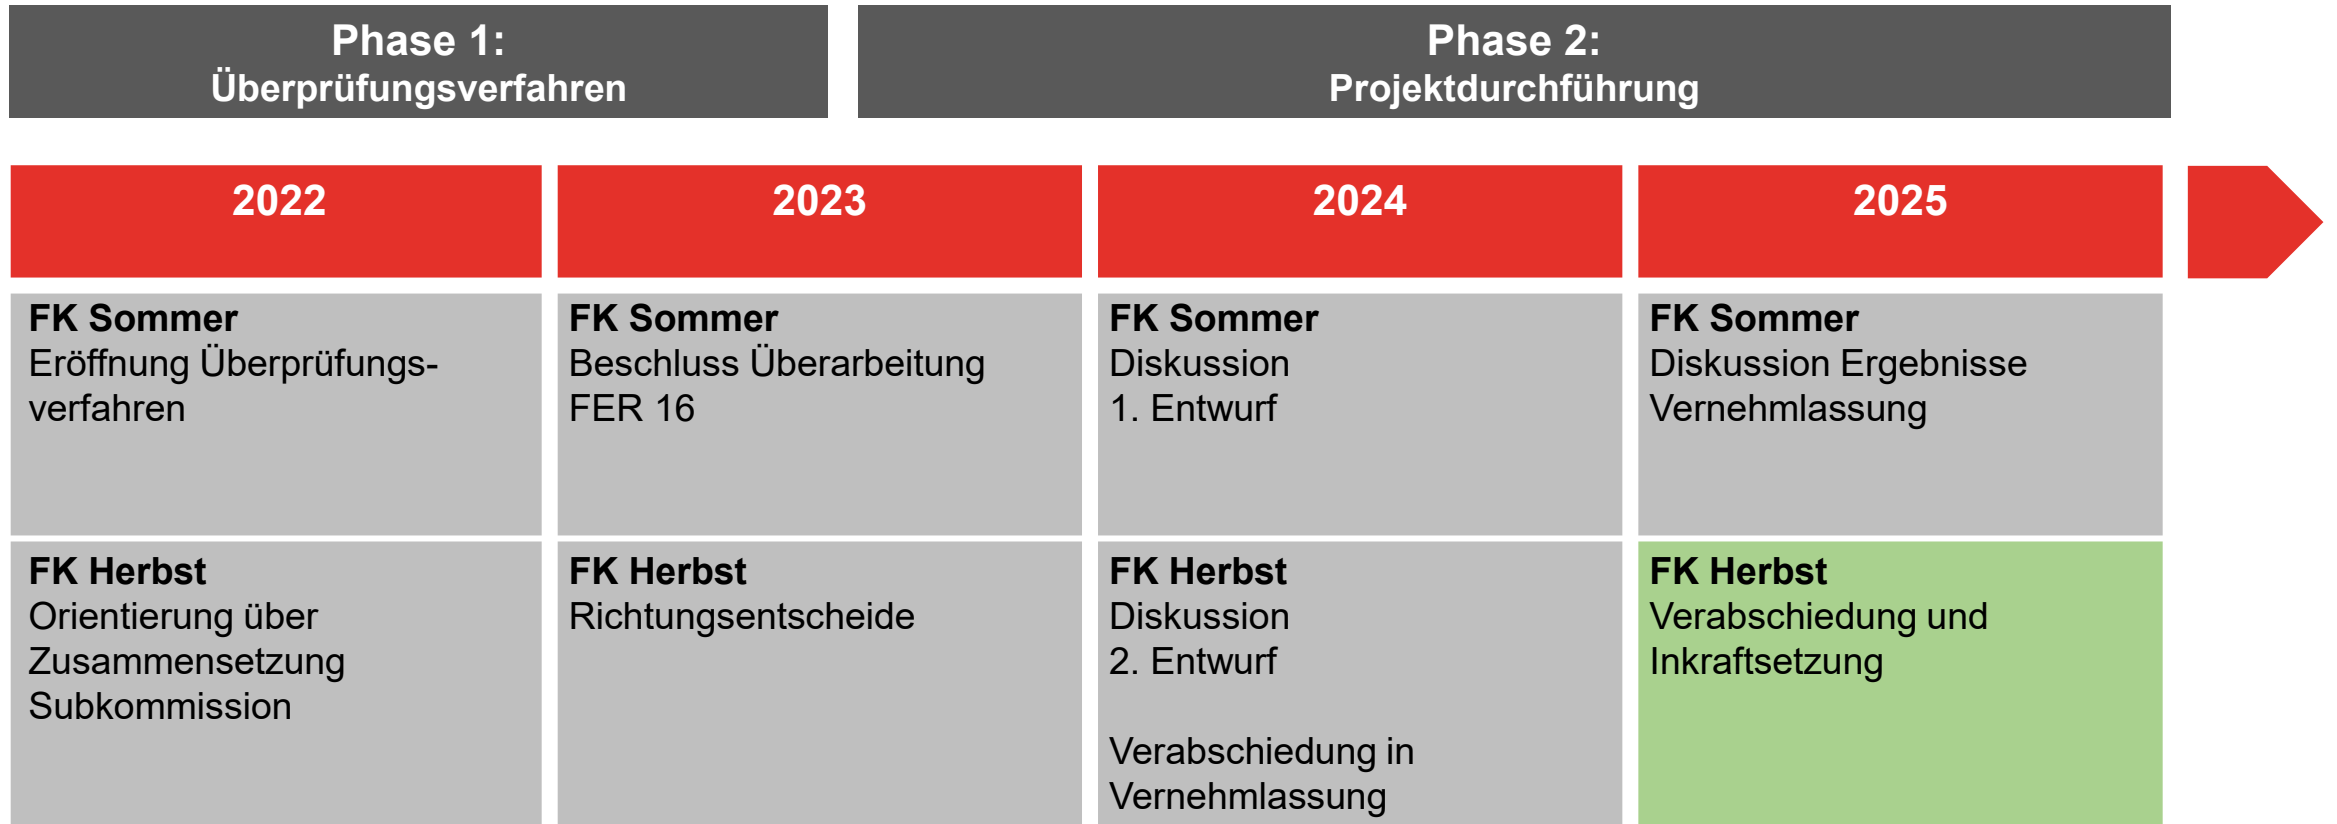 Phase 1:
Überprüfungsverfahren
Phase 2:
Projektdurchführung
2022
2023
2024
2025
FK Sommer
Eröffnung Überprüfungs-
verfahren
FK Sommer
Beschluss Überarbeitung
FER 16
FK Sommer
Diskussion
1. Entwurf
FK Sommer
Diskussion Ergebnisse
Vernehmlassung
FK Herbst
Orientierung über
Zusammensetzung
Subkommission
FK Herbst
Richtungsentscheide
FK Herbst
Diskussion
2. Entwurf
Verabschiedung in
Vernehmlassung
FK Herbst
Verabschiedung und
Inkraftsetzung